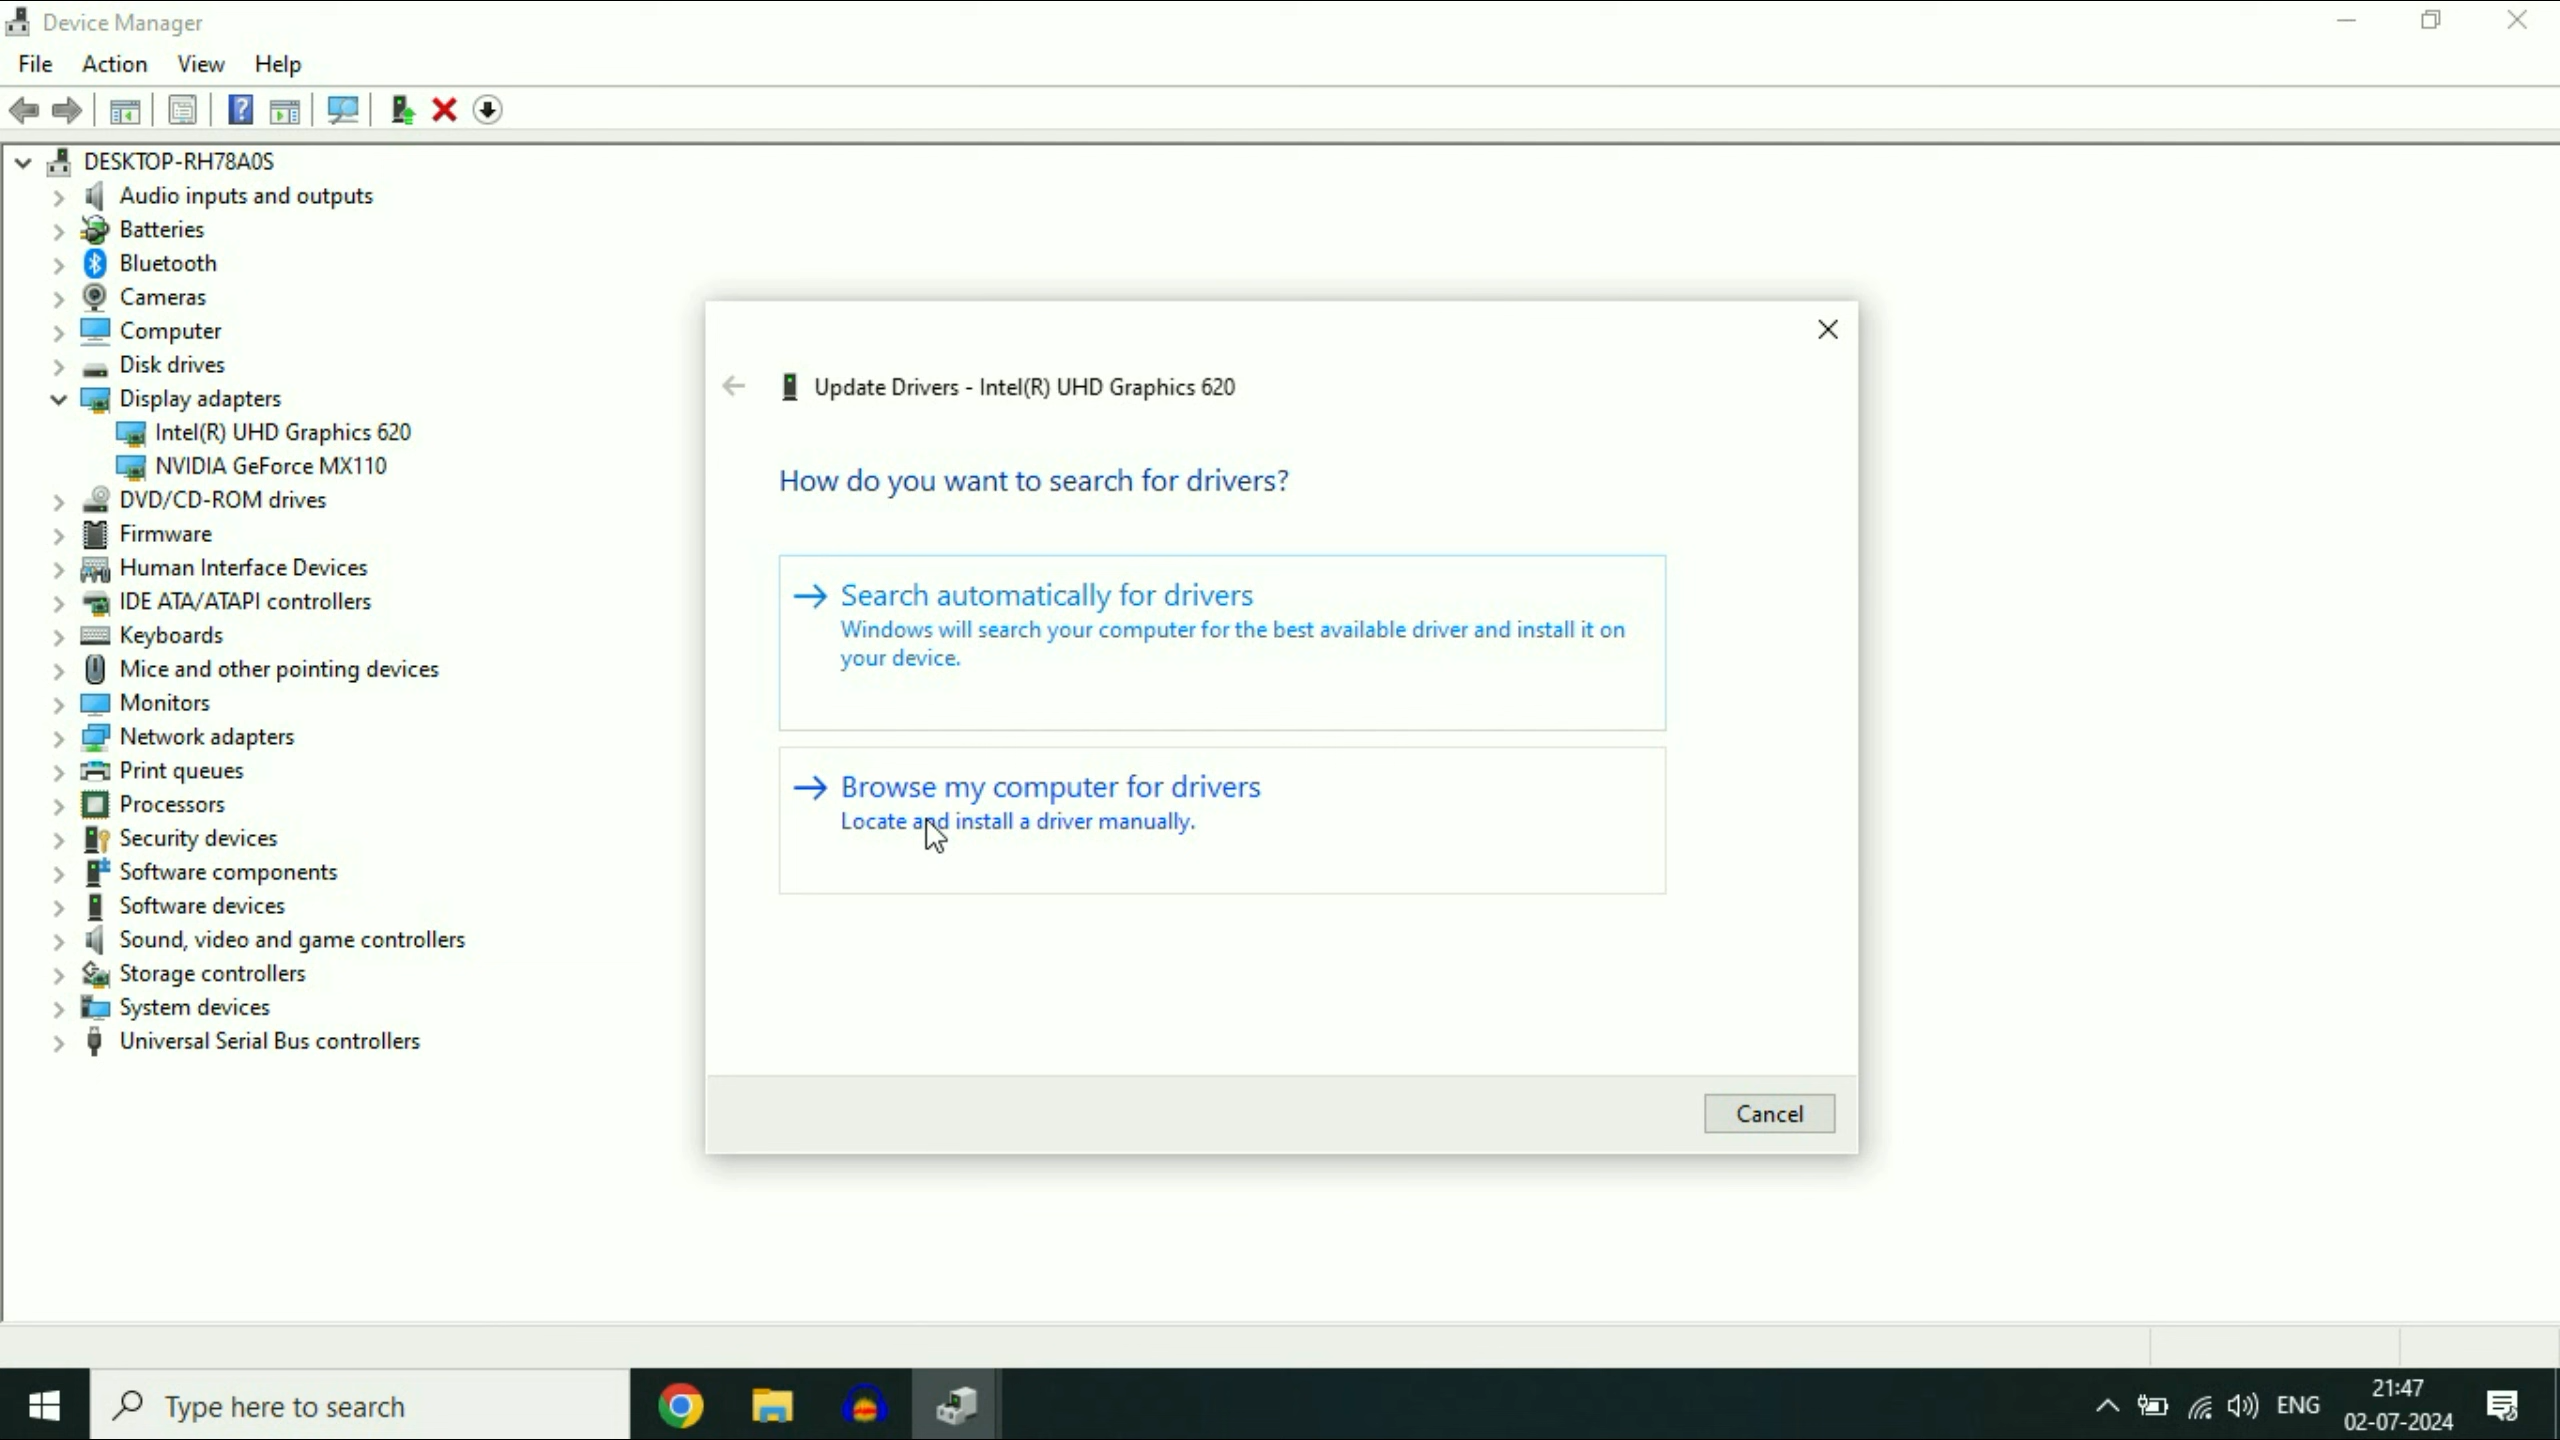 Device Manager
File Action View Help
DESKTOP-RH78A0S
Audio inputs and outputs
Batteries
Bluetooth
Cameras
Computer
Disk drives
Display adapters
Intel(R) UHD Graphics 620
NVIDIA GeForce MX110
DVD/CD-ROM drives
Firmware
Human Interface Devices
IDE ATA/ATAPI controllers
Keyboards
Mice and other pointing devices
Monitors
Network adapters
Print queues
Processors
Security devices
Software components
Software devices
Sound, video and game controllers
Storage controllers
System devices
Universal Serial Bus controllers
Update Drivers - Intel(R) UHD Graphics 620
How do you want to search for drivers?
Search automatically for drivers
Windows will search your computer for the best available driver and install it on
your device.
Browse my computer for drivers
Locate and install a driver manually.
Cancel
Type here to search
ENG
21:47
02-07-2024